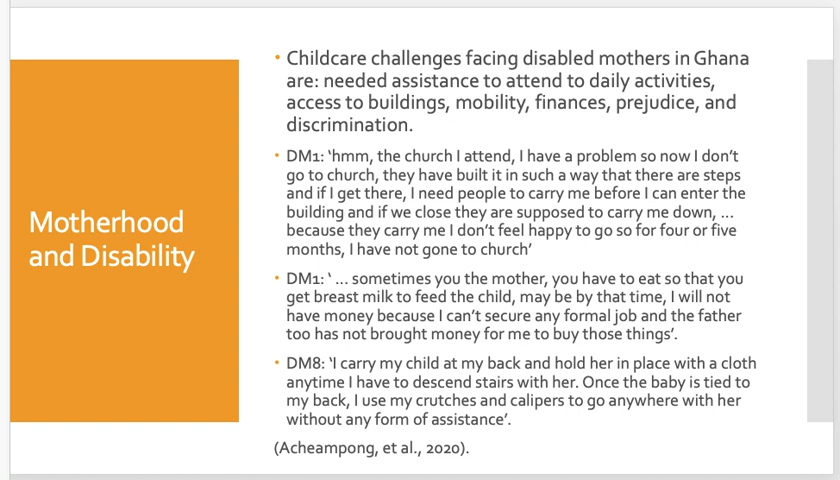 Motherhood
and Disability
• Childcare challenges facing disabled mothers in Ghana
are: needed assistance to attend to daily activities,
access to buildings, mobility, finances, prejudice, and
discrimination.
• DM1: ‘hmm, the church I attend, I have a problem so now I don’t
go to church, they have built it in such a way that there are steps
and if I get there, I need people to carry me before I can enter the
building and if we close they are supposed to carry me down, ...
because they carry me I don’t feel happy to go so for four or five
months, I have not gone to church’
• DM1: ‘ ... sometimes you the mother, you have to eat so that you
get breast milk to feed the child, may be by that time, I will not
have money because I can’t secure any formal job and the father
too has not brought money for me to buy those things’.
• DM8: ‘I carry my child at my back and hold her in place with a cloth
anytime I have to descend stairs with her. Once the baby is tied to
my back, I use my crutches and calipers to go anywhere with her
without any form of assistance’.
(Acheampong, et al., 2020).